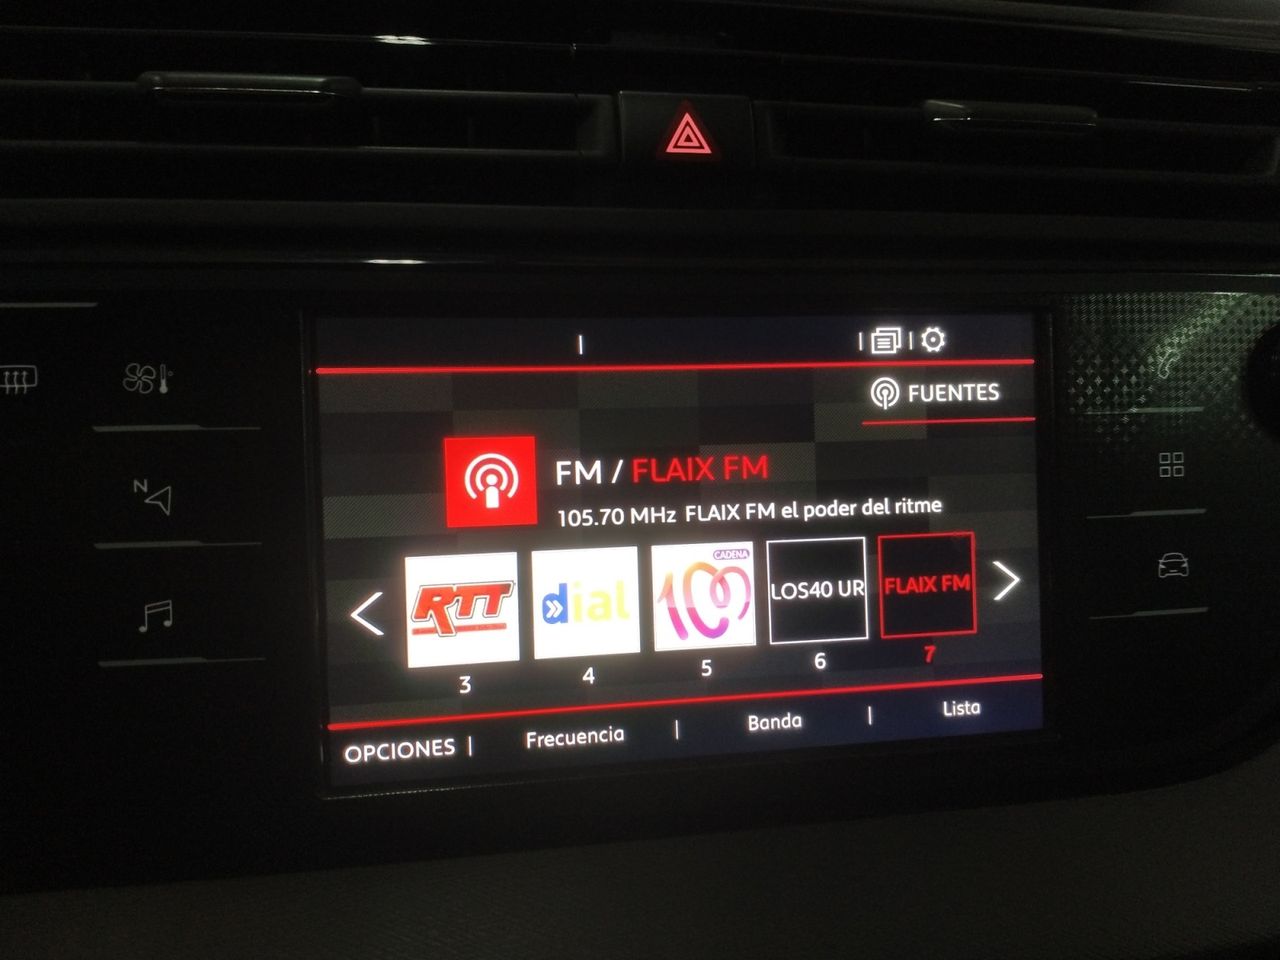 FUENTES
FM / FLAIX FM
105.70 MHz FLAIX FM el poder del ritme
RTT
dial
CADENA
100
LOS40 UR
FLAIX FM
3
4
5
6
7
OPCIONES
Frecuencia
Banda
Lista
N